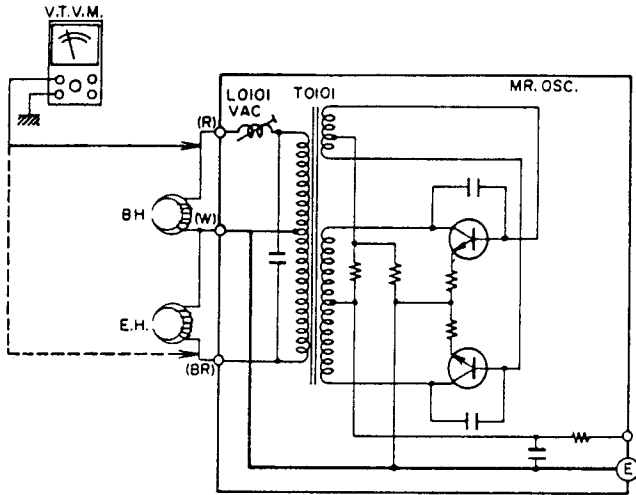 V.T.V.M.
MR. OSC.
L0101
VAC
T0101
(R)
BH
(W)
E.H.
(BR)
E